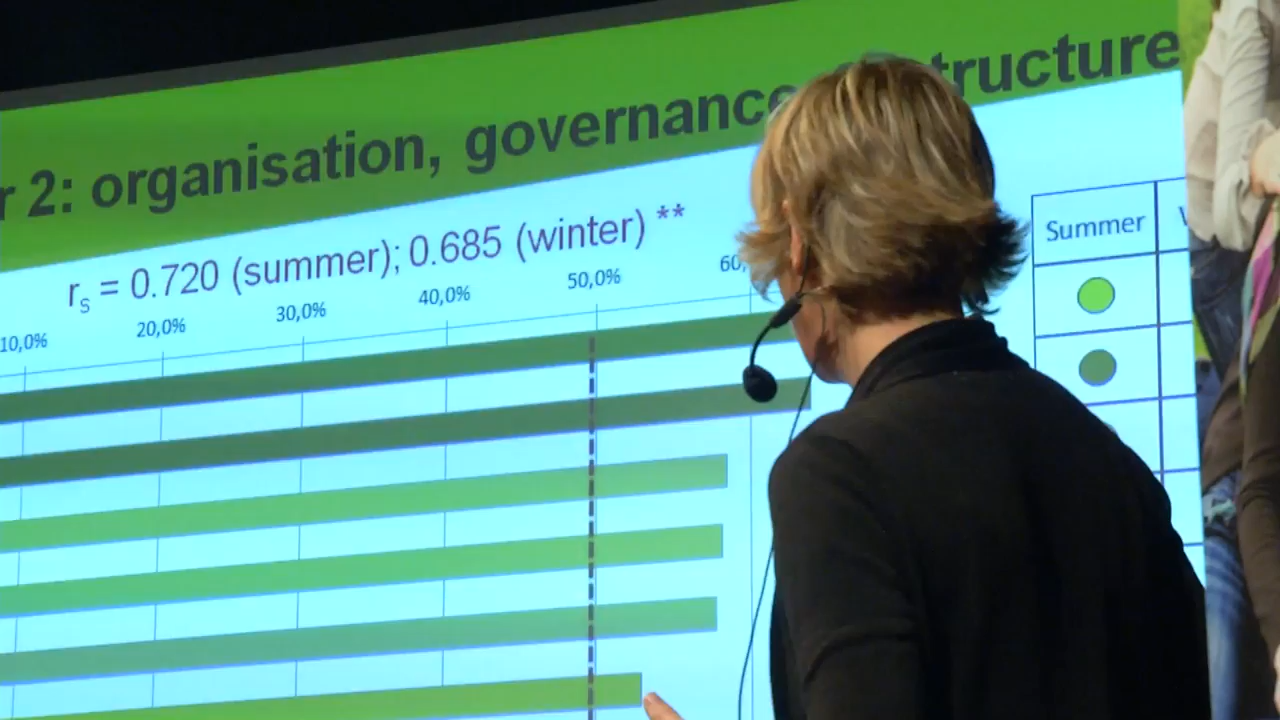 r 2: organisation, governance structure
rs = 0.720 (summer); 0.685 (winter) **
10,0% 20,0% 30,0% 40,0% 50,0% 60,
Summer